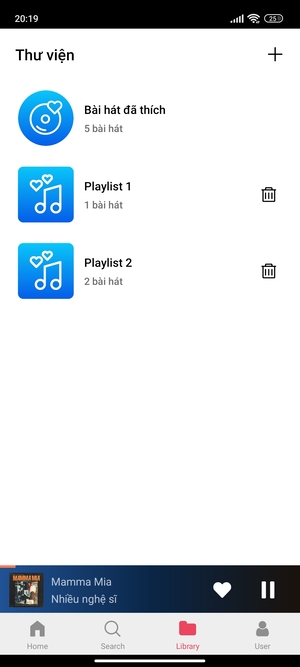 20:19
25
Thư viện
Bài hát đã thích
5 bài hát
Playlist 1
1 bài hát
Playlist 2
2 bài hát
MAMMA MIA
Mamma Mia
Nhiều nghệ sĩ
Home
Search
Library
User